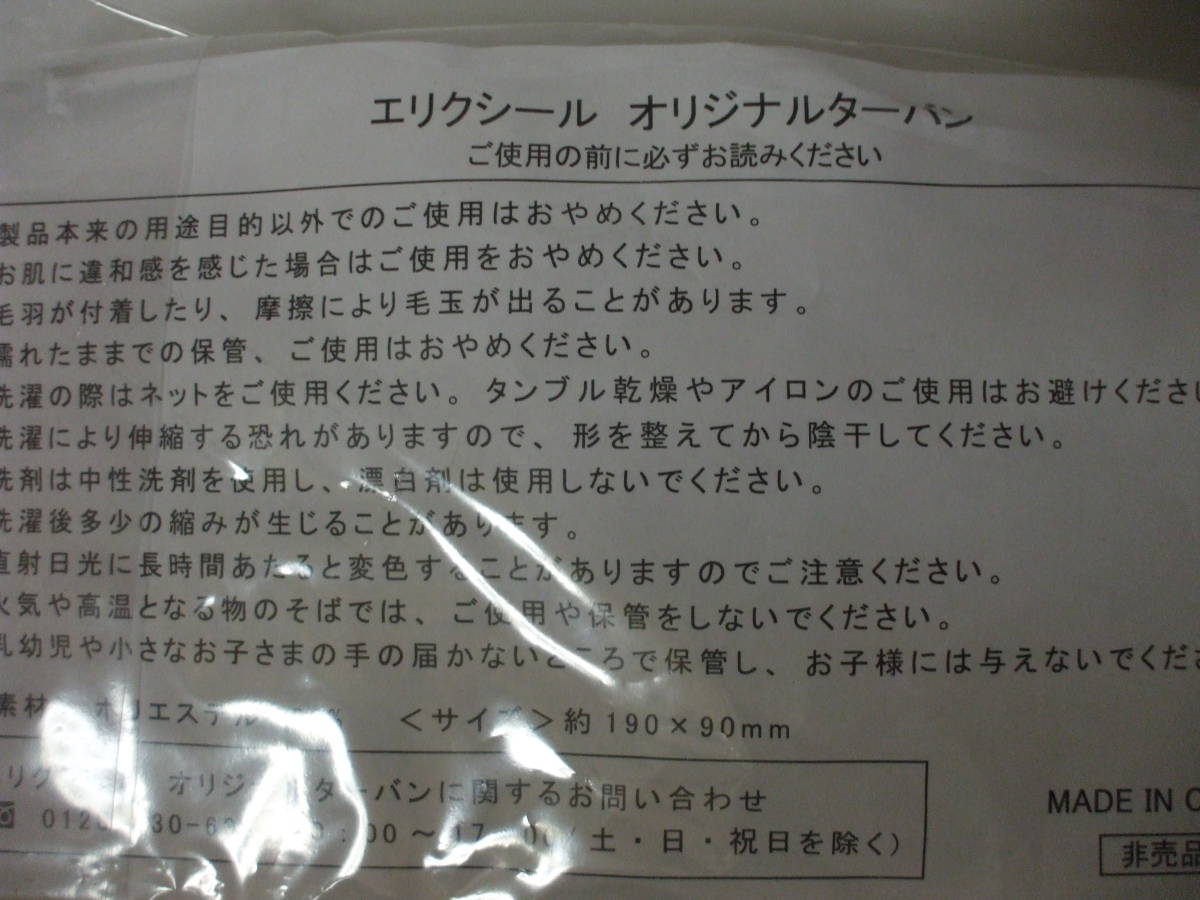 エリクシール オリジナルターバン
ご使用の前に必ずお読みください
製品本来の用途目的以外でのご使用はおやめください。
お肌に違和感を感じた場合はご使用をおやめください。
毛羽が付着したり、摩擦により毛玉が出ることがあります。
濡れたままでの保管、ご使用はおやめください。
洗濯の際はネットをご使用ください。タンブル乾燥やアイロンのご使用はお避けくださ
洗濯により伸縮する恐れがありますので、形を整えてから陰干してください。
洗剤は中性洗剤を使用し、漂白剤は使用しないでください。
洗濯後多少の縮みが生じることがあります。
直射日光に長時間あたると変色することがありますのでご注意ください。
火気や高温となる物のそばでは、ご使用や保管をしないでください。
乳幼児や小さなお子さまの手の届かないところで保管し、お子様には与えないでくださ
素材 ポリエステル % ＜サイズ＞約190×90mm
オリジナルターバンに関するお問い合わせ
:00～17:00/土・日・祝日を除く)
MADE IN C
非売品